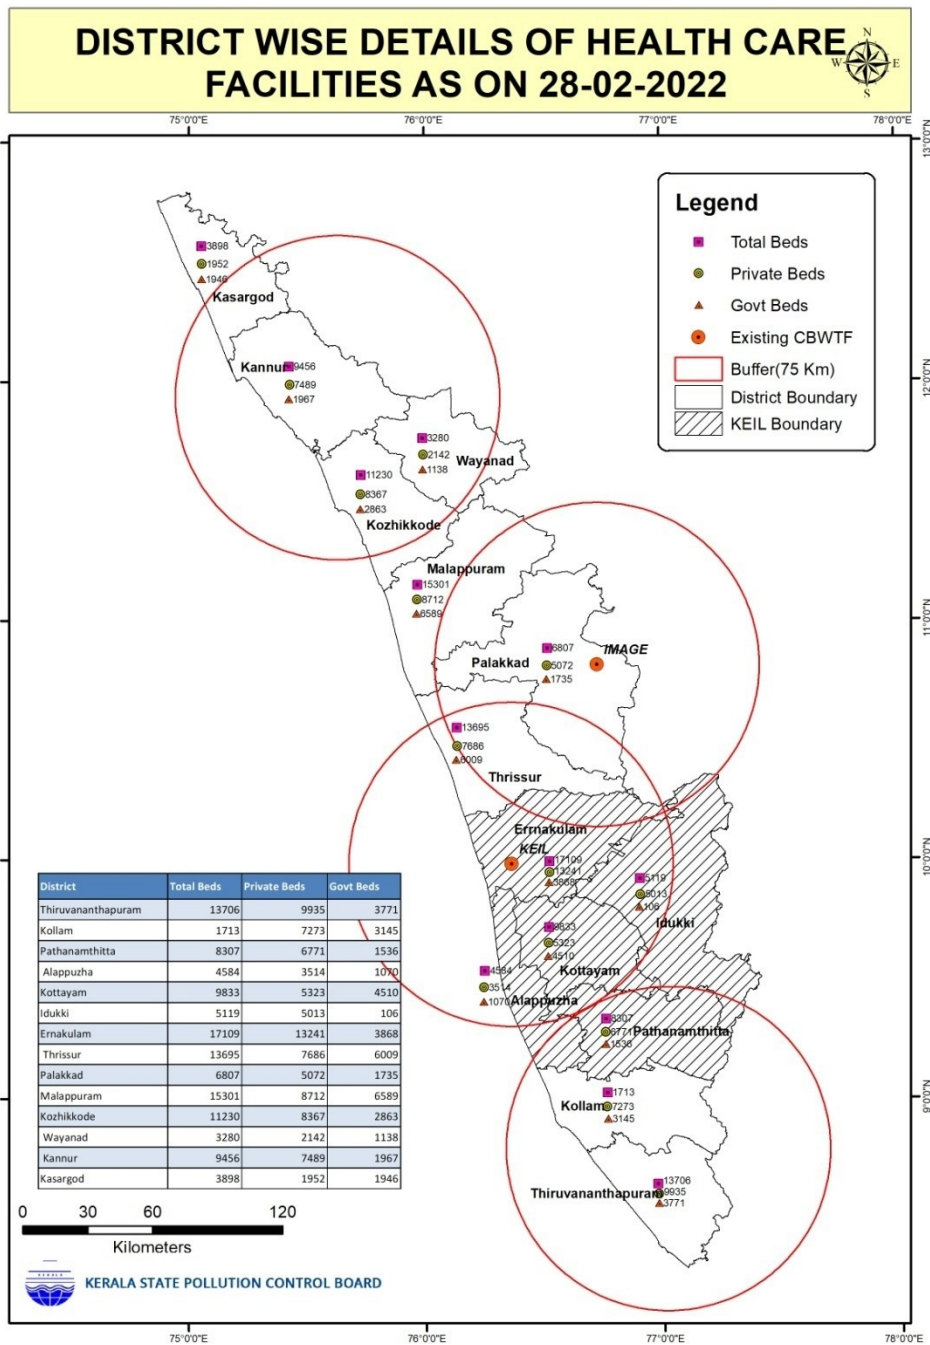 DISTRICT WISE DETAILS OF HEALTH CARE
FACILITIES AS ON 28-02-2022
N
W E
S
75°0'0"E 76°0'0"E 77°0'0"E 78°0'0"E
13°0'0"N
12°0'0"N
11°0'0"N
10°0'0"N
9°0'0"N
Legend
Total Beds
Private Beds
Govt Beds
Existing CBWTF
Buffer(75 Km)
District Boundary
KEIL Boundary
3898
1952
1946
Kasargod
Kannur
9456
7489
1967
3280
2142
1138
Wayanad
11230
8367
2863
Kozhikkode
Malappuram
15301
8712
6589
Palakkad
6807
5072
1735
IMAGE
13695
7686
6009
Thrissur
Errnakulam
KEIL
17109
13241
3868
5119
5013
106
Idukki
9833
5323
4510
Kottayam
4584
3514
1070
Alappuzha
8307
6771
1536
Pathanamthitta
1713
Kollam
7273
3145
Thiruvananthapuram
13706
9935
3771
District Total Beds Private Beds Govt Beds
Thiruvananthapuram 13706 9935 3771
Kollam 1713 7273 3145
Pathanamthitta 8307 6771 1536
Alappuzha 4584 3514 1070
Kottayam 9833 5323 4510
Idukki 5119 5013 106
Ernakulam 17109 13241 3868
Thrissur 13695 7686 6009
Palakkad 6807 5072 1735
Malappuram 15301 8712 6589
Kozhikkode 11230 8367 2863
Wayanad 3280 2142 1138
Kannur 9456 7489 1967
Kasargod 3898 1952 1946
0 30 60 120
Kilometers
KERALA STATE POLLUTION CONTROL BOARD
75°0'0"E 76°0'0"E 77°0'0"E 78°0'0"E